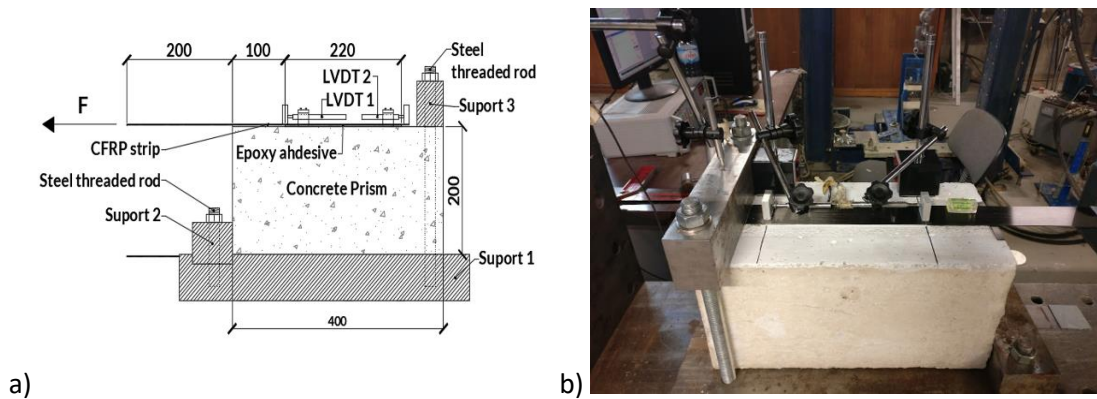 200
100
220
Steel
threaded rod
LVDT 2
LVDT 1
Suport 3
F
CFRP strip
Epoxy ahdesive
Steel threaded rod
Concrete Prism
200
Suport 2
Suport 1
400
a)
b)